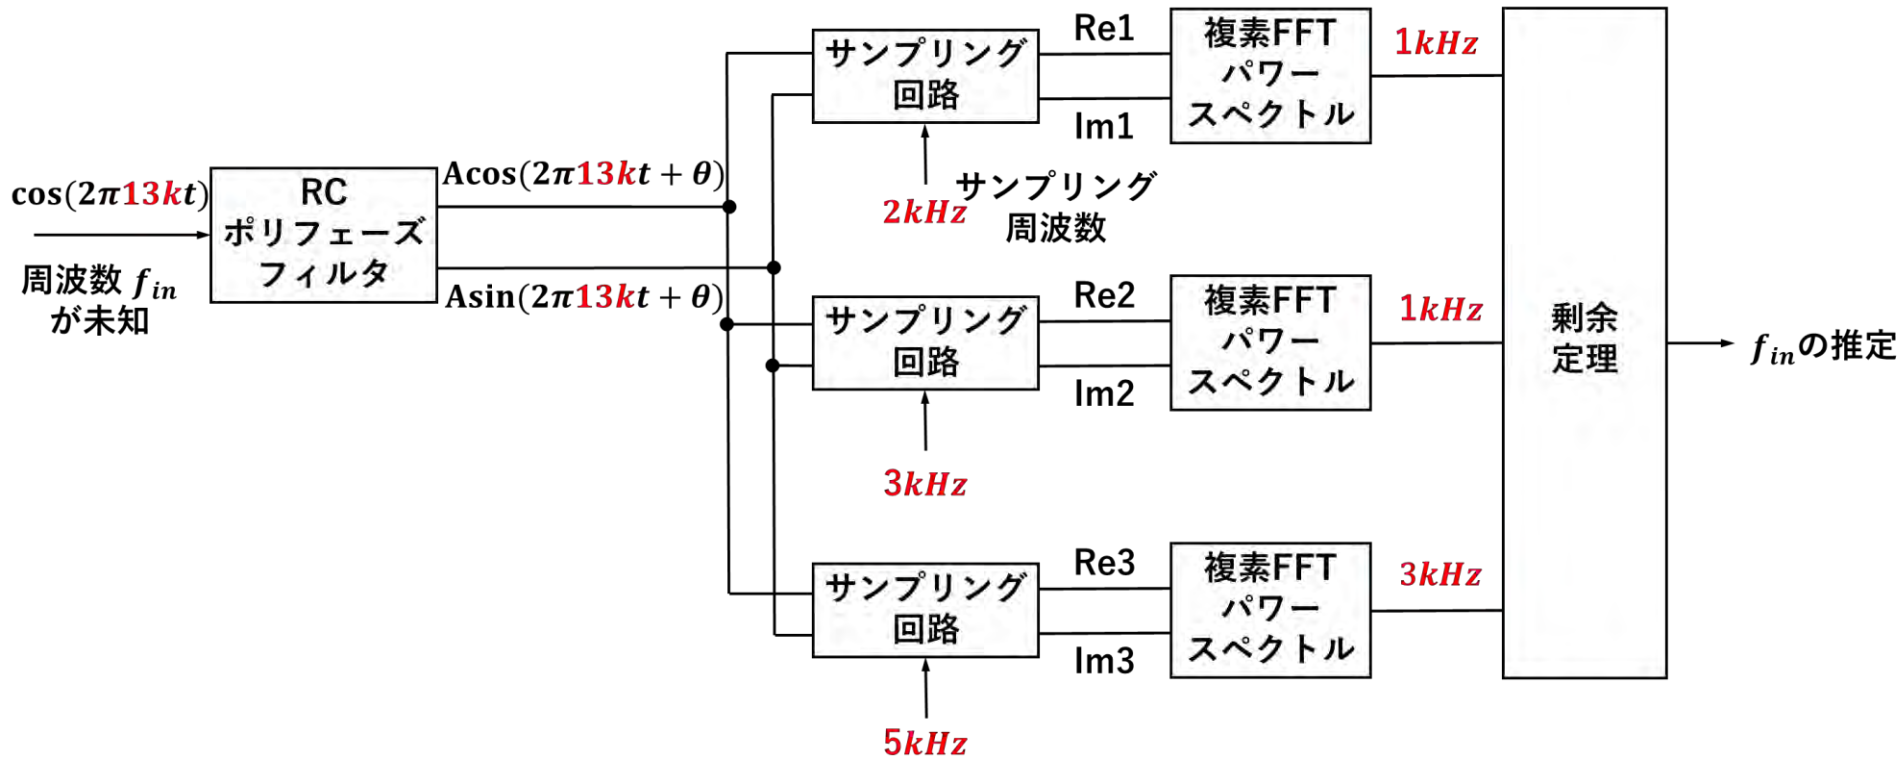 cos(2π13kt)
周波数 f_in
が未知
RC
ポリフェーズ
フィルタ
Acos(2π13kt + θ)
Asin(2π13kt + θ)
サンプリング
回路
2kHz
サンプリング
周波数
Re1
Im1
複素FFT
パワー
スペクトル
1kHz
サンプリング
回路
3kHz
Re2
Im2
複素FFT
パワー
スペクトル
1kHz
サンプリング
回路
5kHz
Re3
Im3
複素FFT
パワー
スペクトル
3kHz
剰余
定理
f_inの推定